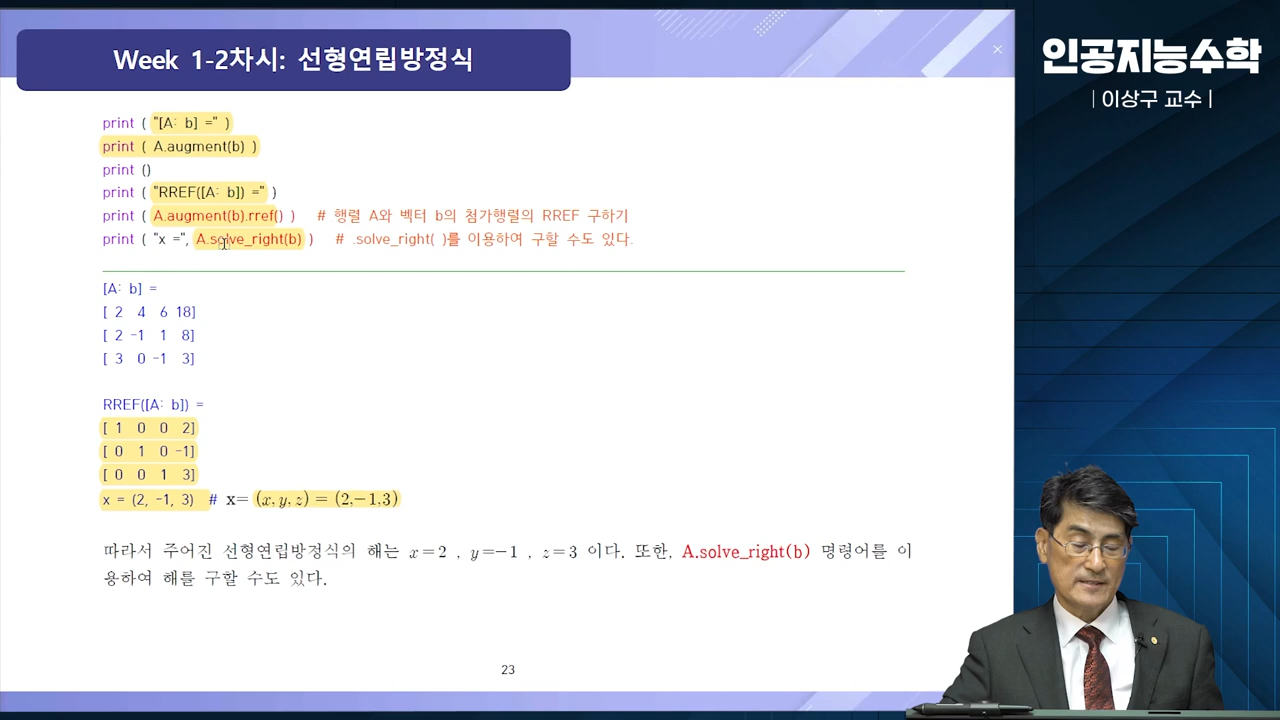 Week 1-2차시: 선형연립방정식
인공지능수학
| 이상구 교수 |
print ( "[A: b] =" )
print ( A.augment(b) )
print ()
print ( "RREF([A: b]) =" )
print ( A.augment(b).rref() ) # 행렬 A와 벡터 b의 첨가행렬의 RREF 구하기
print ( "x =", A.solve_right(b) ) # .solve_right( )를 이용하여 구할 수도 있다.
[A: b] =
[ 2 4 6 18]
[ 2 -1 1 8]
[ 3 0 -1 3]
RREF([A: b]) =
[ 1 0 0 2]
[ 0 1 0 -1]
[ 0 0 1 3]
x = (2, -1, 3) # x= (x, y, z) = (2,−1,3)
따라서 주어진 선형연립방정식의 해는 x=2 , y=−1 , z=3 이다. 또한, A.solve_right(b) 명령어를 이
용하여 해를 구할 수도 있다.
23